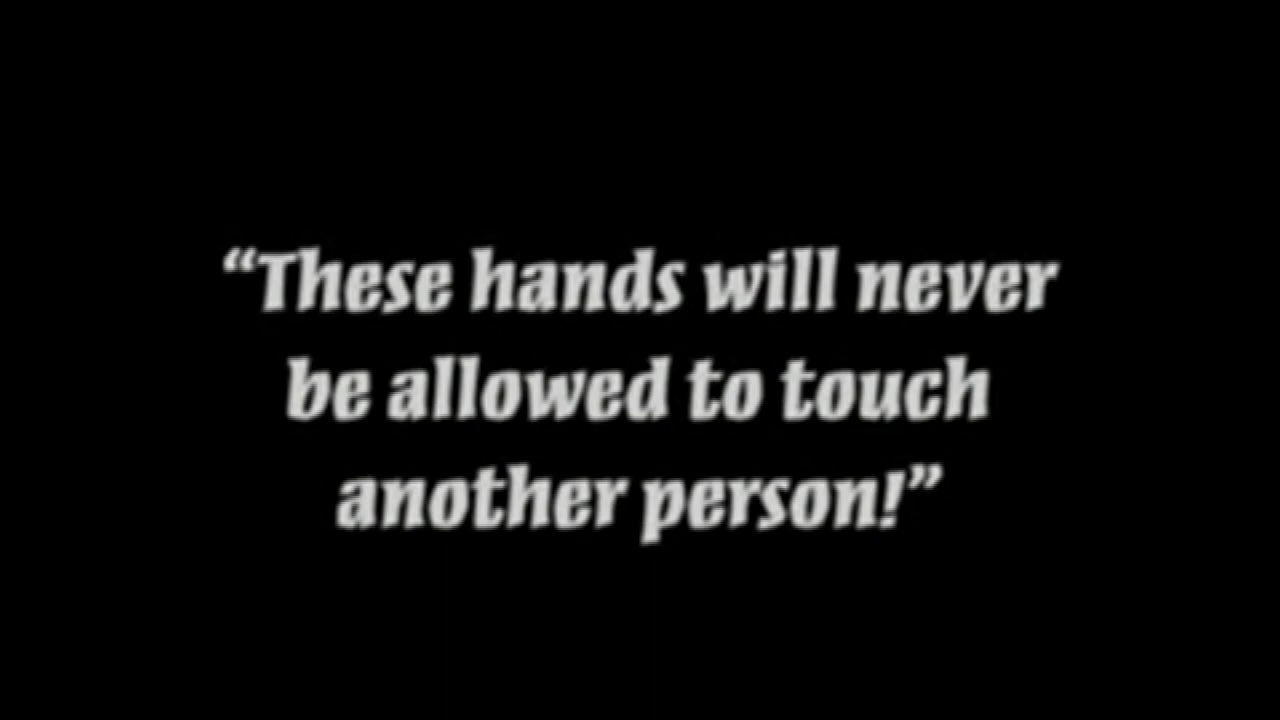 “These hands will never
be allowed to touch
another person!”